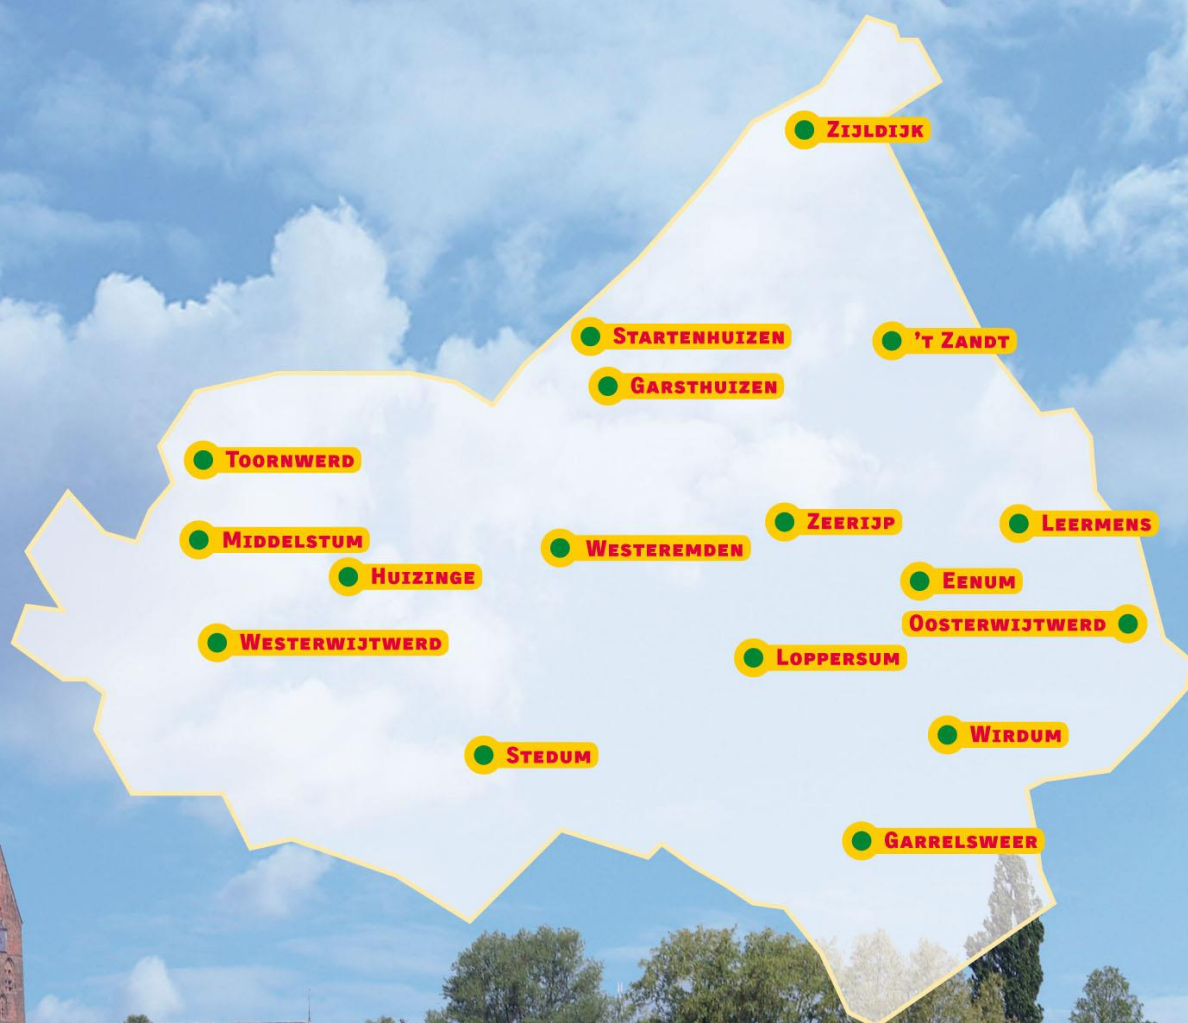 Zijldijk
Startenhuizen
't Zandt
Garsthuizen
Toornwerd
Zeerijp
Leermens
Middelstum
Westeremden
Huizinge
Eenum
Oosterwijtwerd
Westerwijtwerd
Loppersum
Wirdum
Stedum
Garrelsweer